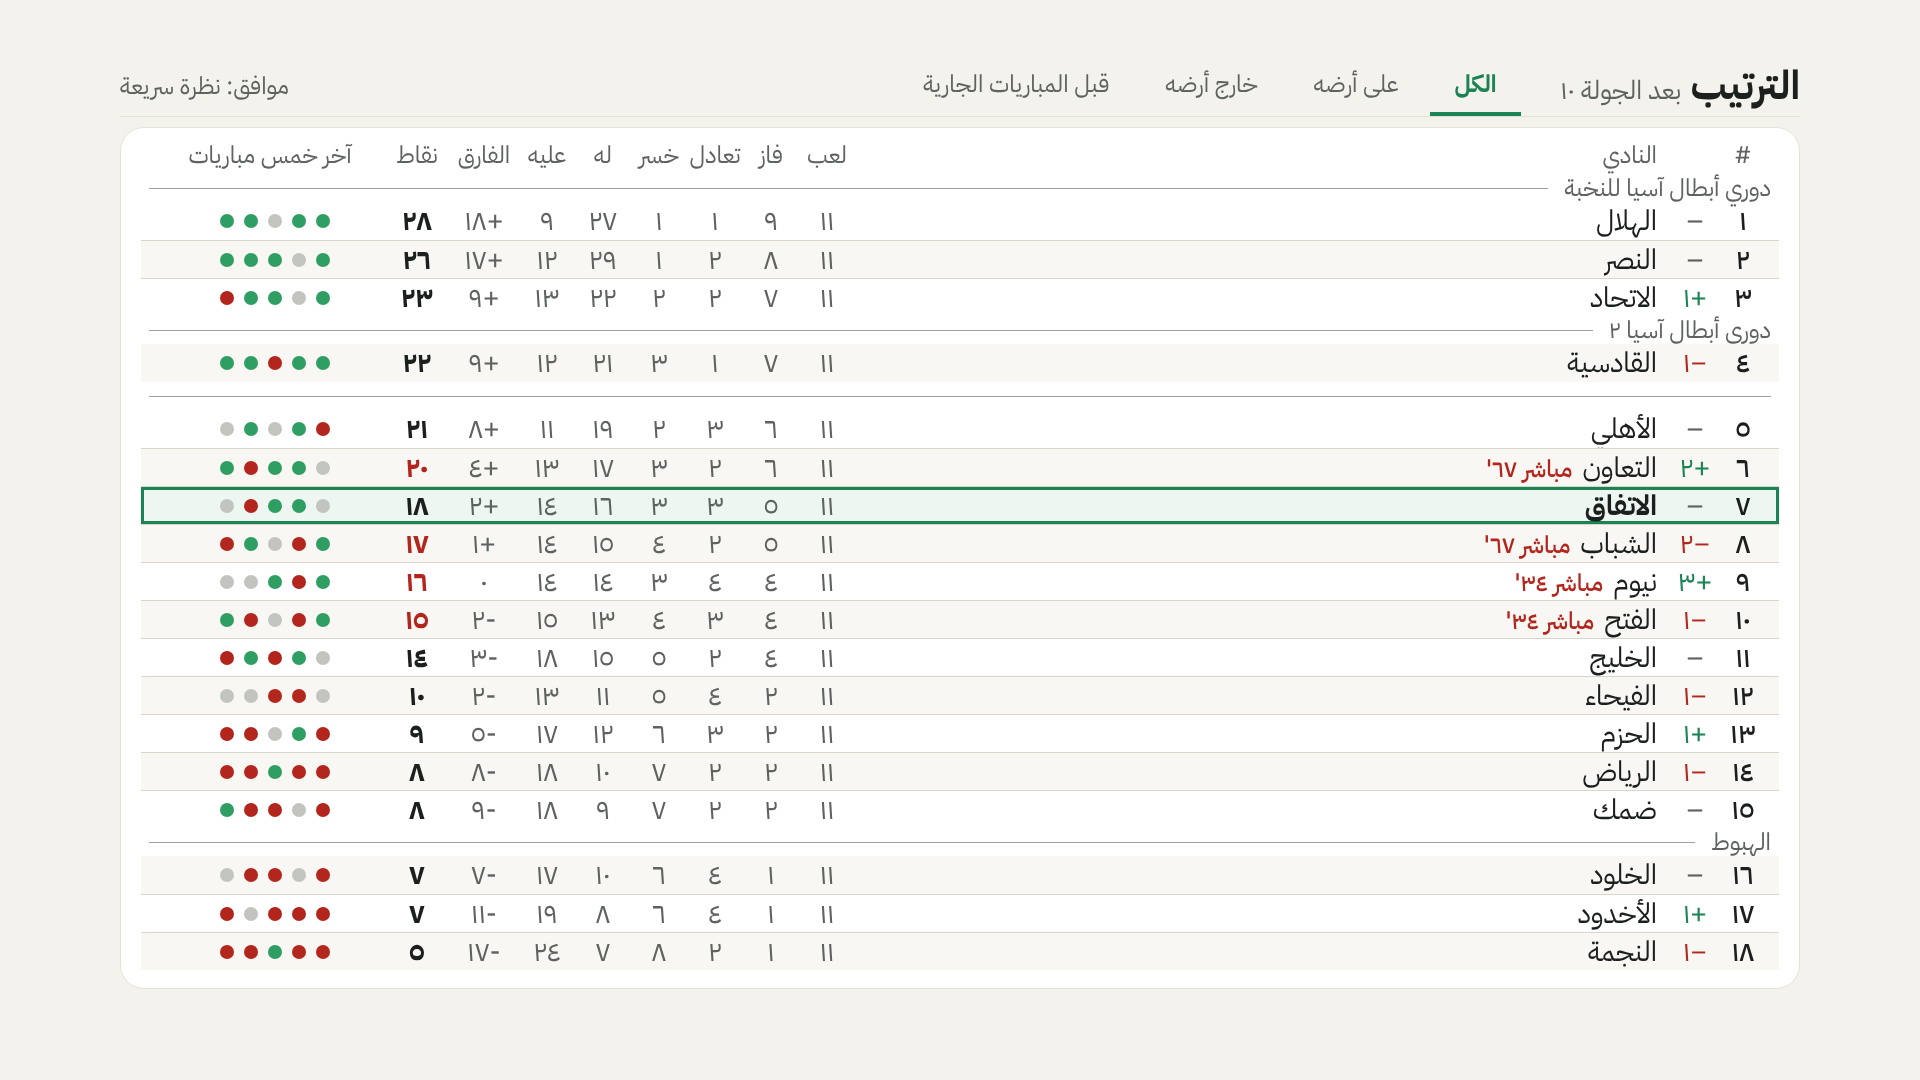 الترتيب بعد الجولة ١٠ الكل على أرضه خارج أرضه قبل المباريات الجارية موافق: نظرة سريعة
# النادي لعب فاز تعادل خسر له عليه الفارق نقاط آخر خمس مباريات
دوري أبطال آسيا للنخبة
١ – الهلال ١١ ٩ ١ ١ ٢٧ ٩ +١٨ ٢٨
٢ – النصر ١١ ٨ ٢ ١ ٢٩ ١٢ +١٧ ٢٦
٣ +١ الاتحاد ١١ ٧ ٢ ٢ ٢٢ ١٣ +٩ ٢٣
دوري أبطال آسيا ٢
٤ –١ القادسية ١١ ٧ ١ ٣ ٢١ ١٢ +٩ ٢٢
٥ – الأهلي ١١ ٦ ٣ ٢ ١٩ ١١ +٨ ٢١
٦ +٢ التعاون مباشر ٦٧' ١١ ٦ ٢ ٣ ١٧ ١٣ +٤ ٢٠
٧ – الاتفاق ١١ ٥ ٣ ٣ ١٦ ١٤ +٢ ١٨
٨ –٢ الشباب مباشر ٦٧' ١١ ٥ ٢ ٤ ١٥ ١٤ +١ ١٧
٩ +٣ نيوم مباشر ٣٤' ١١ ٤ ٤ ٣ ١٤ ١٤ ٠ ١٦
١٠ –١ الفتح مباشر ٣٤' ١١ ٤ ٣ ٤ ١٣ ١٥ -٢ ١٥
١١ – الخليج ١١ ٤ ٢ ٥ ١٥ ١٨ -٣ ١٤
١٢ –١ الفيحاء ١١ ٢ ٤ ٥ ١١ ١٣ -٢ ١٠
١٣ +١ الحزم ١١ ٢ ٣ ٦ ١٢ ١٧ -٥ ٩
١٤ –١ الرياض ١١ ٢ ٢ ٧ ١٠ ١٨ -٨ ٨
١٥ – ضمك ١١ ٢ ٢ ٧ ٩ ١٨ -٩ ٨
الهبوط
١٦ – الخلود ١١ ١ ٤ ٦ ١٠ ١٧ -٧ ٧
١٧ +١ الأخدود ١١ ١ ٤ ٦ ٨ ١٩ -١١ ٧
١٨ –١ النجمة ١١ ١ ٢ ٨ ٧ ٢٤ -١٧ ٥